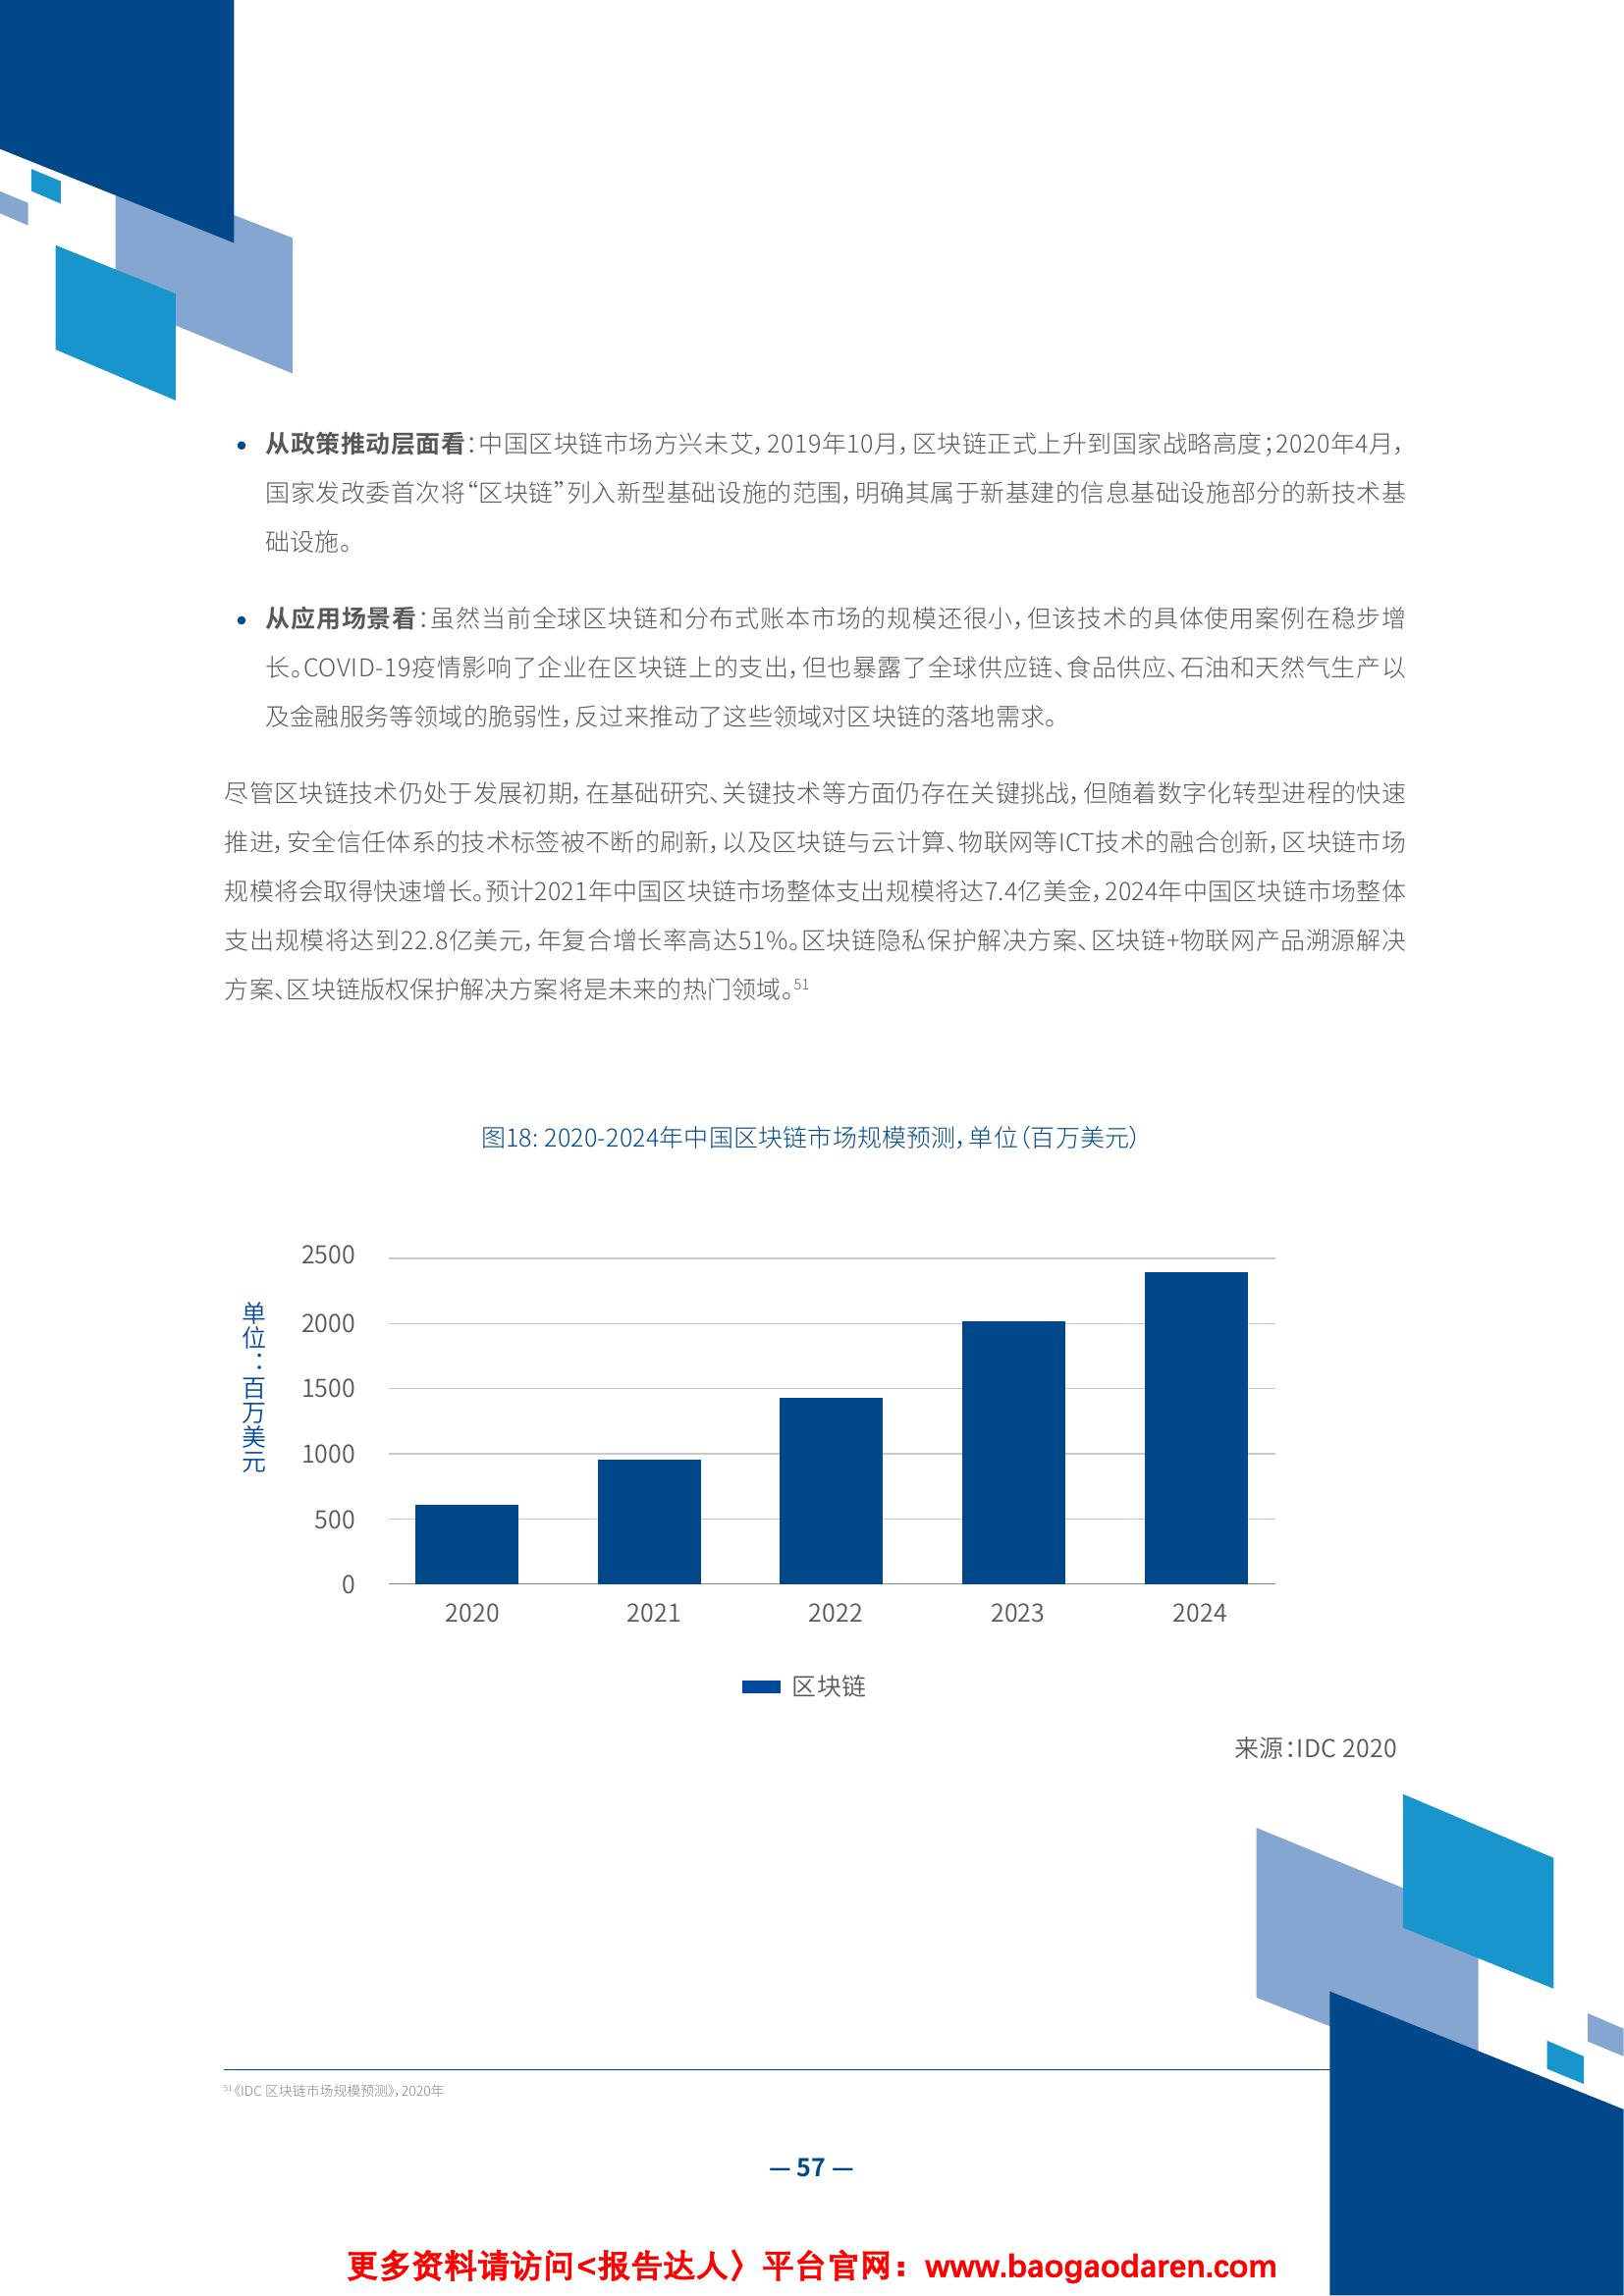 从政策推动层面看：中国区块链市场方兴未艾，2019年10月，区块链正式上升到国家战略高度；2020年4月，
国家发改委首次将“区块链”列入新型基础设施的范围，明确其属于新基建的信息基础设施部分的新技术基
础设施。
从应用场景看：虽然当前全球区块链和分布式账本市场的规模还很小，但该技术的具体使用案例在稳步增
长。COVID-19疫情影响了企业在区块链上的支出，但也暴露了全球供应链、食品供应、石油和天然气生产以
及金融服务等领域的脆弱性，反过来推动了这些领域对区块链的落地需求。
尽管区块链技术仍处于发展初期，在基础研究、关键技术等方面仍存在关键挑战，但随着数字化转型进程的快速
推进，安全信任体系的技术标签被不断的刷新，以及区块链与云计算、物联网等ICT技术的融合创新，区块链市场
规模将会取得快速增长。预计2021年中国区块链市场整体支出规模将达7.4亿美金，2024年中国区块链市场整体
支出规模将达到22.8亿美元，年复合增长率高达51%。区块链隐私保护解决方案、区块链+物联网产品溯源解决
方案、区块链版权保护解决方案将是未来的热门领域。51
图18: 2020-2024年中国区块链市场规模预测，单位（百万美元）
单位：百万美元
2500
2000
1500
1000
500
0
2020 2021 2022 2023 2024
区块链
来源：IDC 2020
51《IDC 区块链市场规模预测》，2020年
— 57 —
更多资料请访问<报告达人〉平台官网：www.baogaodaren.com